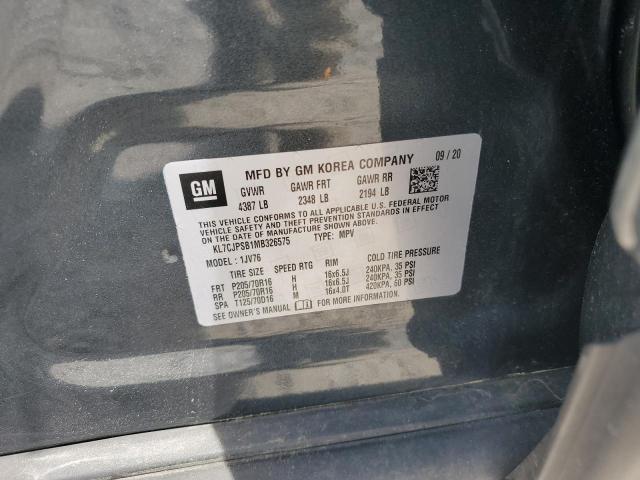 GM
MFD BY GM KOREA COMPANY 09 / 20
GVWR GAWR FRT GAWR RR
4387 LB 2348 LB 2194 LB
THIS VEHICLE CONFORMS TO ALL APPLICABLE U.S. FEDERAL MOTOR
VEHICLE SAFETY AND THEFT PREVENTION STANDARDS IN EFFECT
ON THE DATE OF MANUFACTURE SHOWN ABOVE.
KL7CJPSB1MB326575 TYPE: MPV
MODEL: 1JV76
TIRE SIZE SPEED RTG RIM COLD TIRE PRESSURE
FRT P205/70R16 H 16x6.5J 240KPA, 35 PSI
RR P205/70R16 H 16x6.5J 240KPA, 35 PSI
SPA T125/70D16 M 16x4.0T 420KPA, 60 PSI
SEE OWNER'S MANUAL FOR MORE INFORMATION.